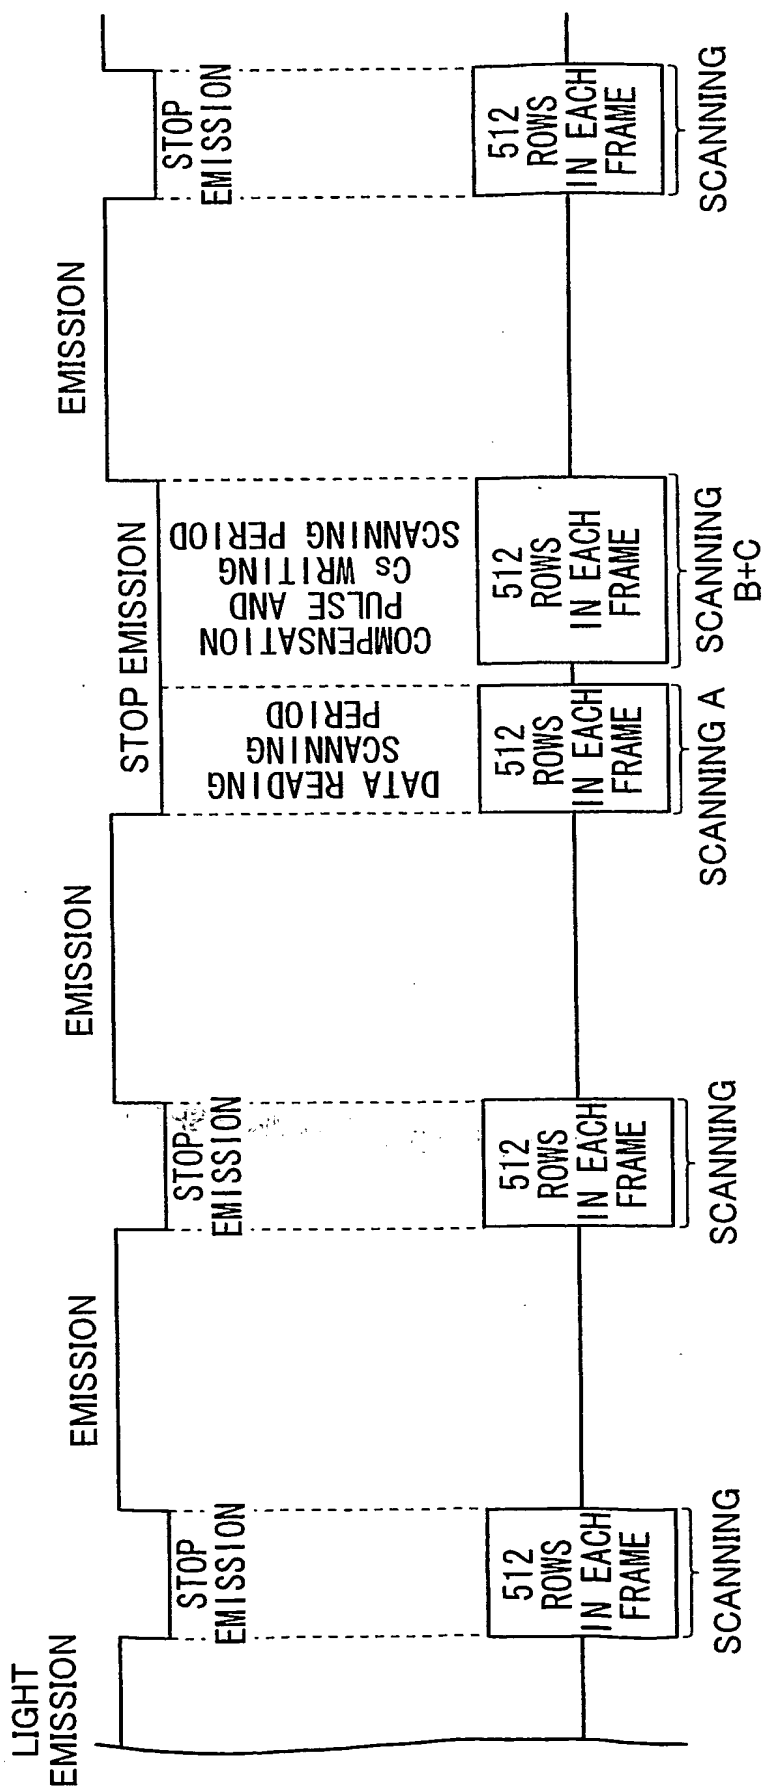 LIGHT
EMISSION
STOP
EMISSION
EMISSION
STOP
EMISSION
EMISSION
STOP EMISSION
DATA READING
SCANNING
PERIOD
COMPENSATION
PULSE AND
Cs WRITING
SCANNING PERIOD
EMISSION
STOP
EMISSION
512
ROWS
IN EACH
FRAME
SCANNING
512
ROWS
IN EACH
FRAME
SCANNING
512
ROWS
IN EACH
FRAME
SCANNING A
512
ROWS
IN EACH
FRAME
SCANNING
B+C
512
ROWS
IN EACH
FRAME
SCANNING